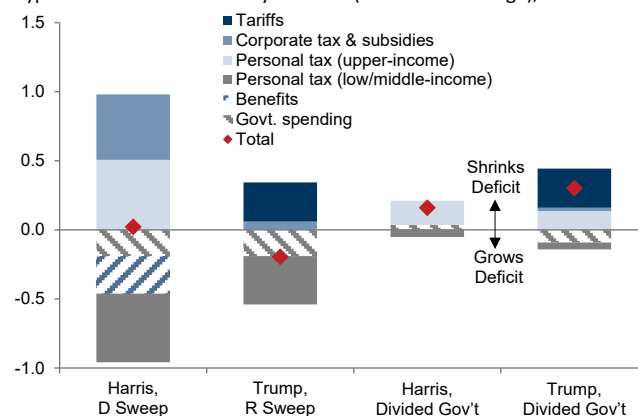 1.5
1.0
0.5
0.0
-0.5
-1.0
Tariffs
Corporate tax & subsidies
Personal tax (upper-income)
Personal tax (low/middle-income)
Benefits
Govt. spending
Total
Shrinks
Deficit
Grows
Deficit
Harris,
D Sweep
Trump,
R Sweep
Harris,
Divided Gov't
Trump,
Divided Gov't